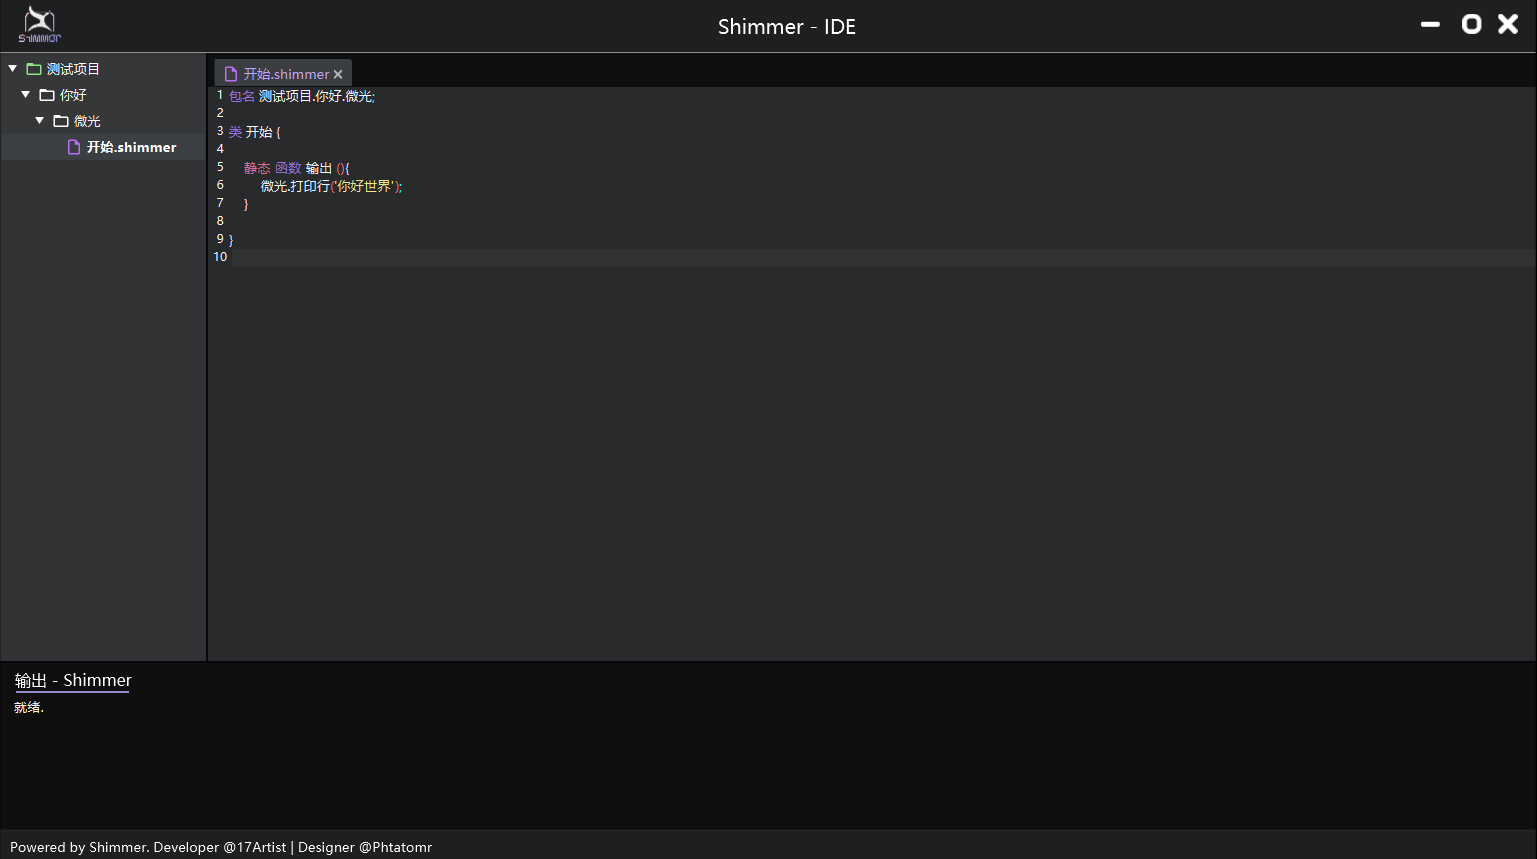 SHIMMOR
Shimmer - IDE
测试项目
你好
微光
开始.shimmer
开始.shimmer
1 包名 测试项目.你好.微光;
2
3 类 开始 {
4
5 静态 函数 输出 (){
6 微光.打印行('你好世界');
7 }
8
9 }
10
输出 - Shimmer
就绪.
Powered by Shimmer. Developer @17Artist | Designer @Phtatomr